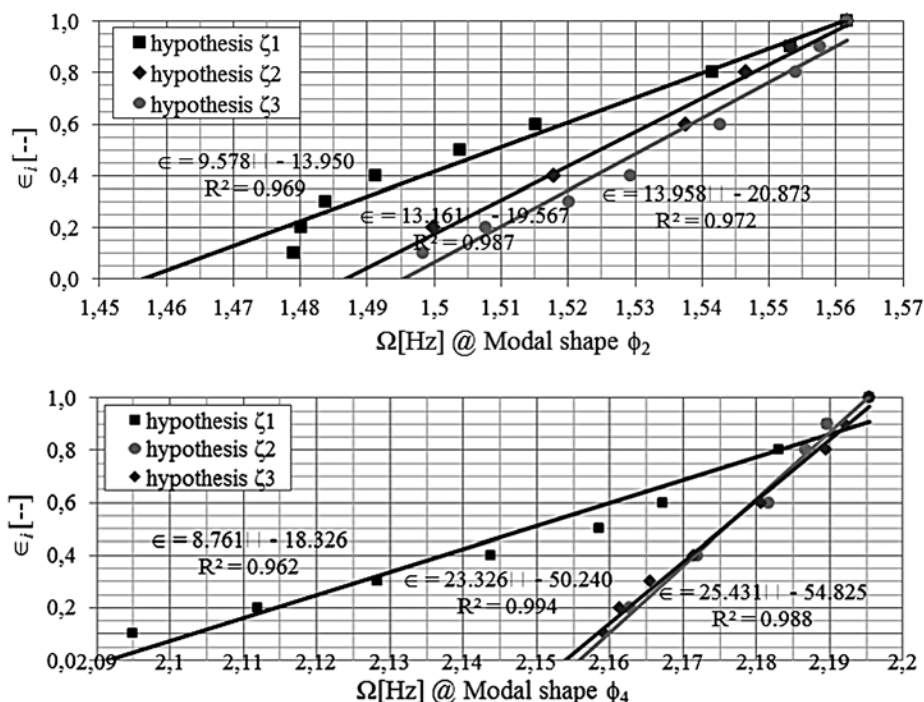 1,0
0,8
0,6
0,4
0,2
0,0
ϵi [--]
hypothesis ζ1
hypothesis ζ2
hypothesis ζ3
ϵ = 9.578□□ - 13.950
R² = 0.969
ϵ = 13.161□□ - 19.567
R² = 0.987
ϵ = 13.958□□ - 20.873
R² = 0.972
1,45 1,46 1,47 1,48 1,49 1,5 1,51 1,52 1,53 1,54 1,55 1,56 1,57
Ω[Hz] @ Modal shape ϕ2
1,0
0,8
0,6
0,4
0,2
0,0
ϵi [--]
hypothesis ζ1
hypothesis ζ2
hypothesis ζ3
ϵ = 8.761□□ - 18.326
R² = 0.962
ϵ = 23.326□□ - 50.240
R² = 0.994
ϵ = 25.431□□ - 54.825
R² = 0.988
2,09 2,1 2,11 2,12 2,13 2,14 2,15 2,16 2,17 2,18 2,19 2,2
Ω[Hz] @ Modal shape ϕ4